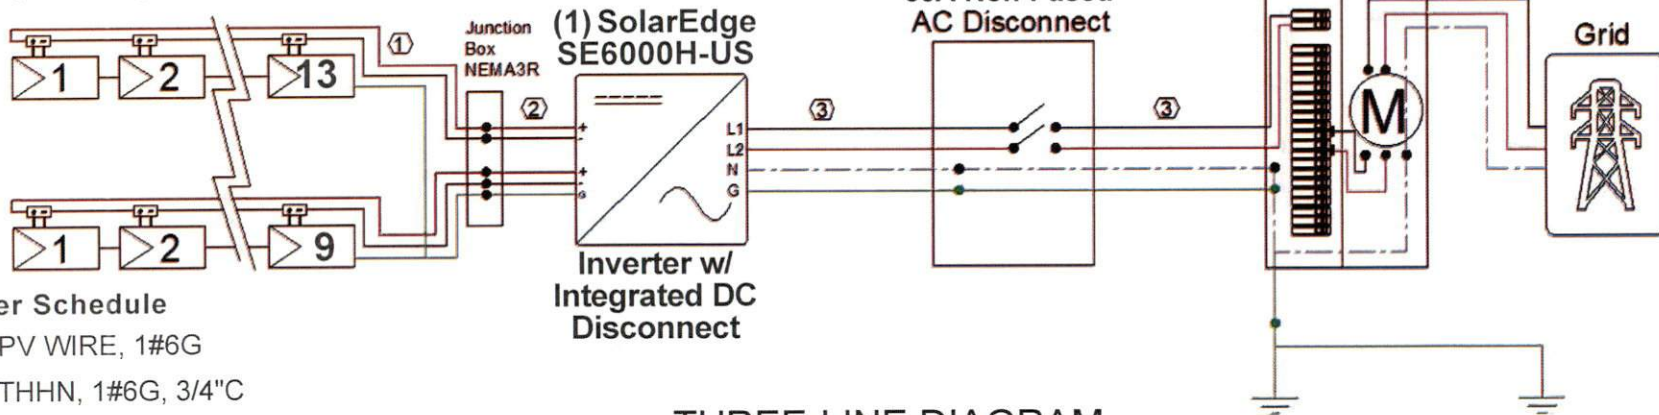 (1) SolarEdge
SE6000H-US
Junction
Box
NEMA3R
AC Disconnect
Grid
1
2
13
1
2
3
3
M
+
-
+
-
G
L1
L2
N
G
1
2
9
Inverter w/
Integrated DC
Disconnect
er Schedule
PV WIRE, 1#6G
THHN, 1#6G, 3/4"C
THREE LINE DIAGRAM